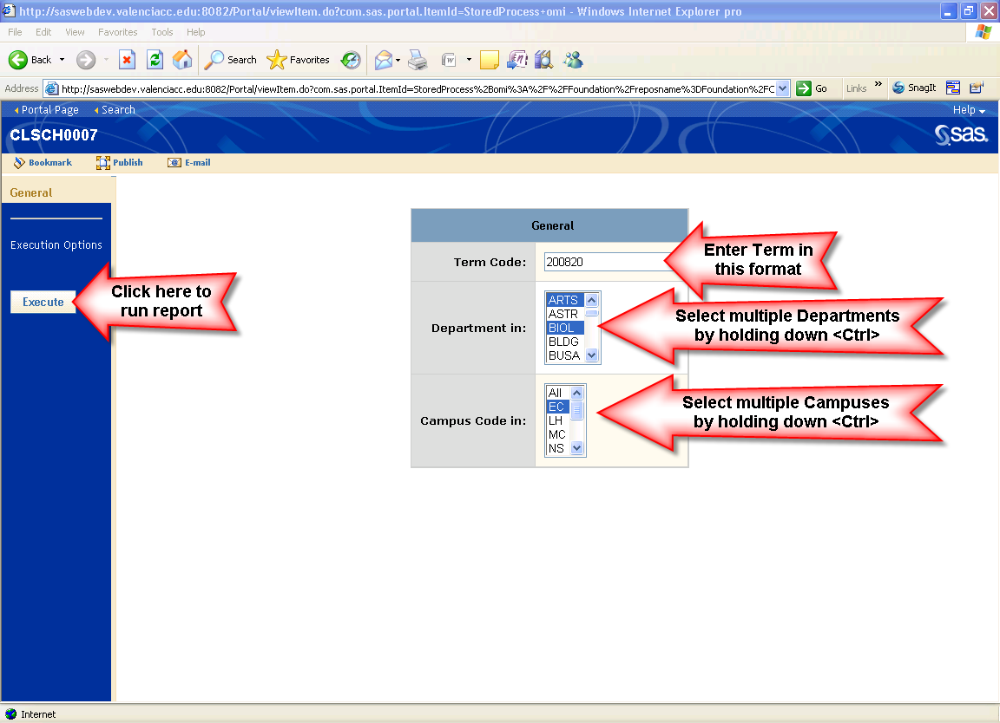 http://saswebdev.valenciacc.edu:8082/Portal/viewItem.do?com.sas.portal.ItemId=StoredProcess+omi - Windows Internet Explorer pro
File Edit View Favorites Tools Help
Back Search Favorites
Address http://saswebdev.valenciacc.edu:8082/Portal/viewItem.do?com.sas.portal.ItemId=StoredProcess%2Bomi%3A%2F%2FFoundation%2Freposname%3DFoundation%2FC Go Links » SnagIt
Portal Page Search Help
CLSCH0007
sas.
Bookmark Publish E-mail
General
Execution Options
Execute
Click here to
run report
General
Term Code: 200820
Enter Term in
this format
Department in:
ARTS
ASTR
BIOL
BLDG
BUSA
Select multiple Departments
by holding down <Ctrl>
Campus Code in:
All
EC
LH
MC
NS
Select multiple Campuses
by holding down <Ctrl>
Internet